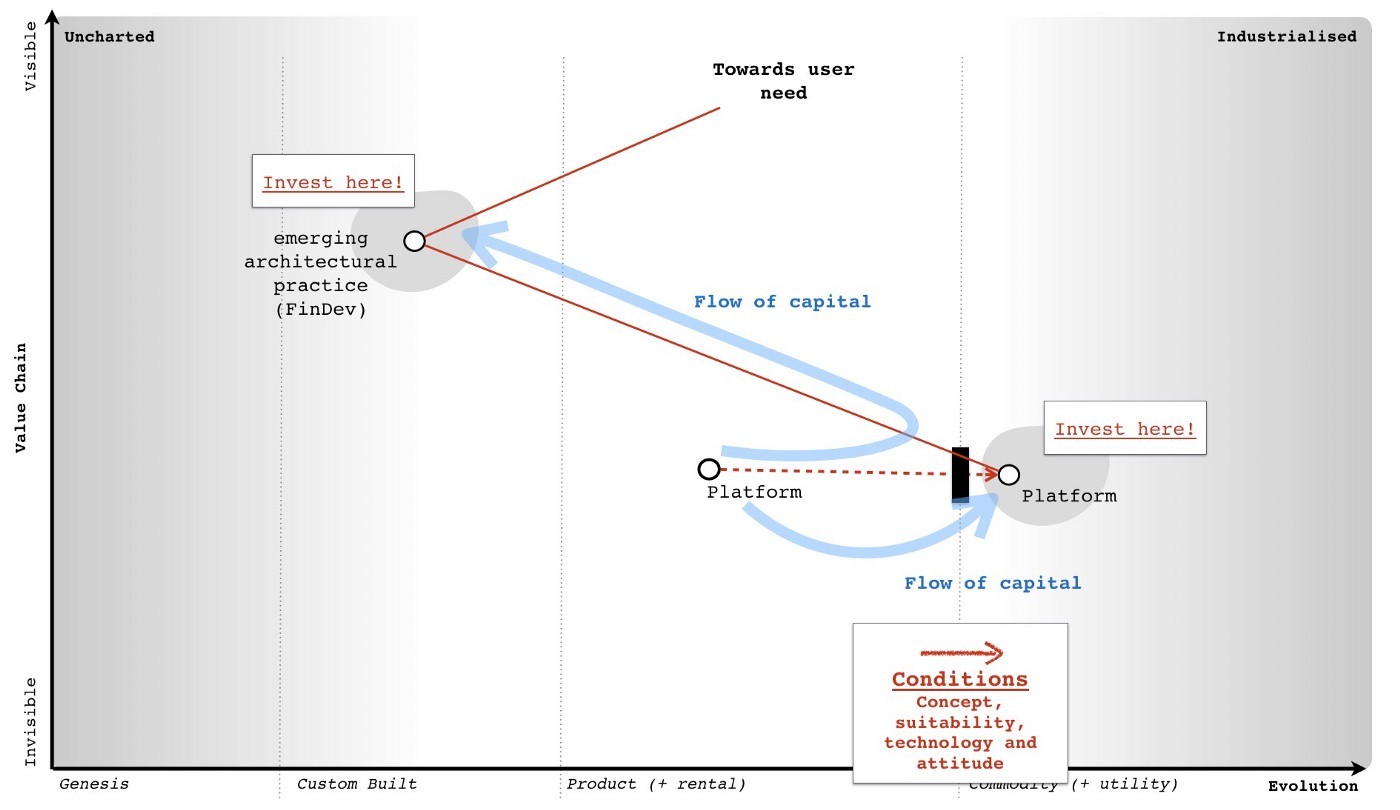 Visible
Uncharted
Industrialised
Towards user
need
Invest here!
emerging
architectural
practice
(FinDev)
Flow of capital
Value Chain
Invest here!
Platform
Platform
Flow of capital
Conditions
Concept,
suitability,
technology and
attitude
Invisible
Genesis
Custom Built
Product (+ rental)
Commodity (+ utility)
Evolution